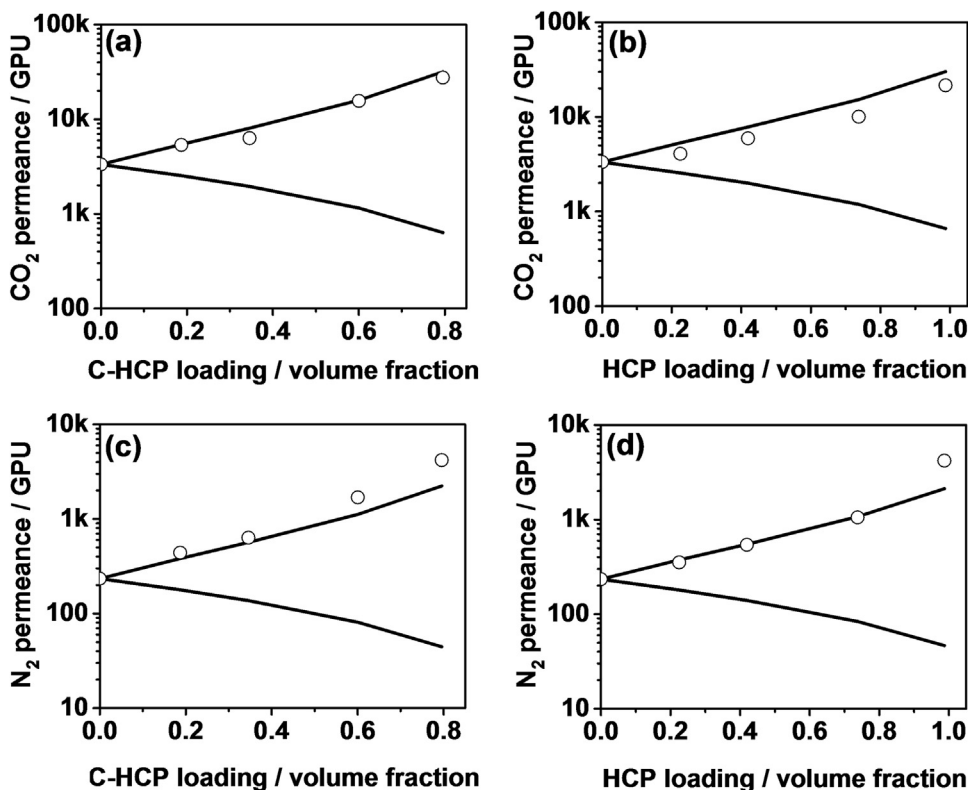 (a)
100k
10k
1k
100
CO2 permeance / GPU
0.0 0.2 0.4 0.6 0.8
C-HCP loading / volume fraction
(b)
100k
10k
1k
100
CO2 permeance / GPU
0.0 0.2 0.4 0.6 0.8 1.0
HCP loading / volume fraction
(c)
10k
1k
100
10
N2 permeance / GPU
0.0 0.2 0.4 0.6 0.8
C-HCP loading / volume fraction
(d)
10k
1k
100
10
N2 permeance / GPU
0.0 0.2 0.4 0.6 0.8 1.0
HCP loading / volume fraction